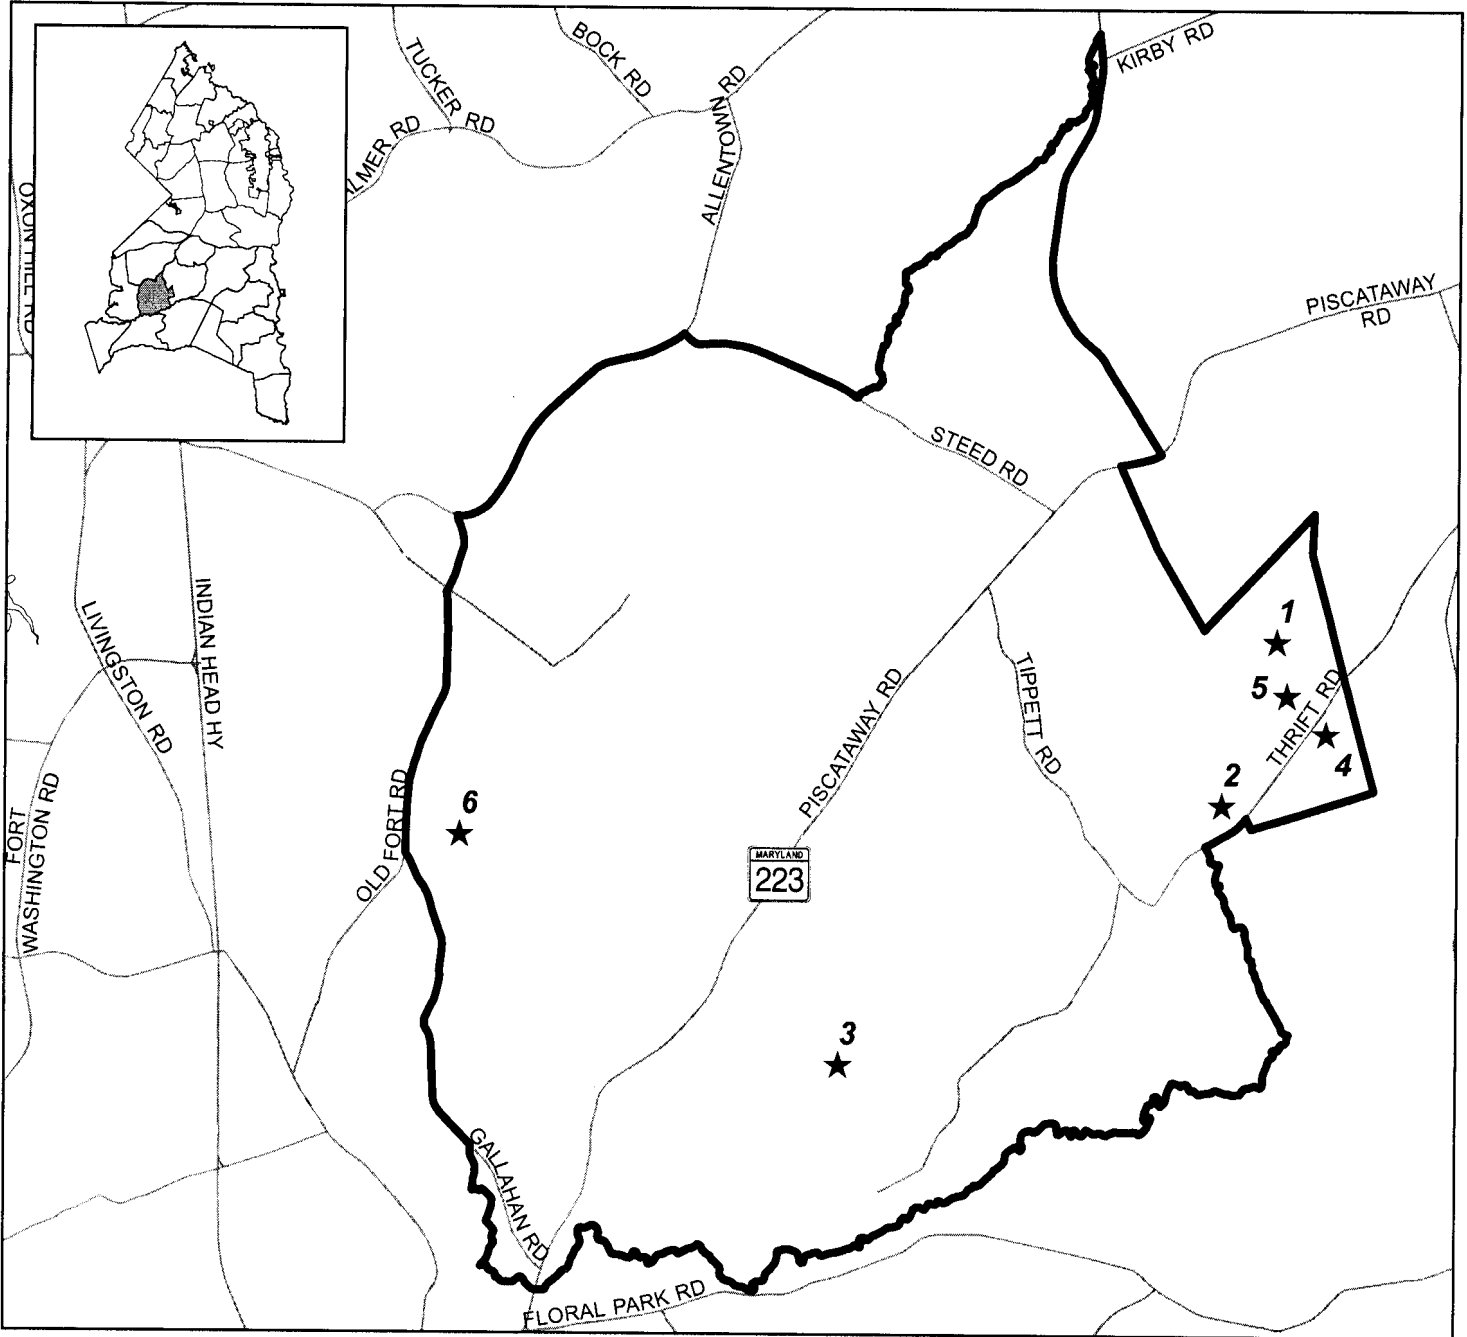 KIRBY RD
BOCK RD
TUCKER RD
RD
ALLENTOWN RD
OXON HILL RD
PISCATAWAY
RD
STEED RD
INDIAN HEAD HY
LIVINGSTON RD
1
5
THRIFT RD
4
2
TIPPETT RD
PISCATAWAY RD
6
OLD FORT RD
FORT
WASHINGTON RD
MARYLAND
223
3
GALLAHAN RD
FLORAL PARK RD